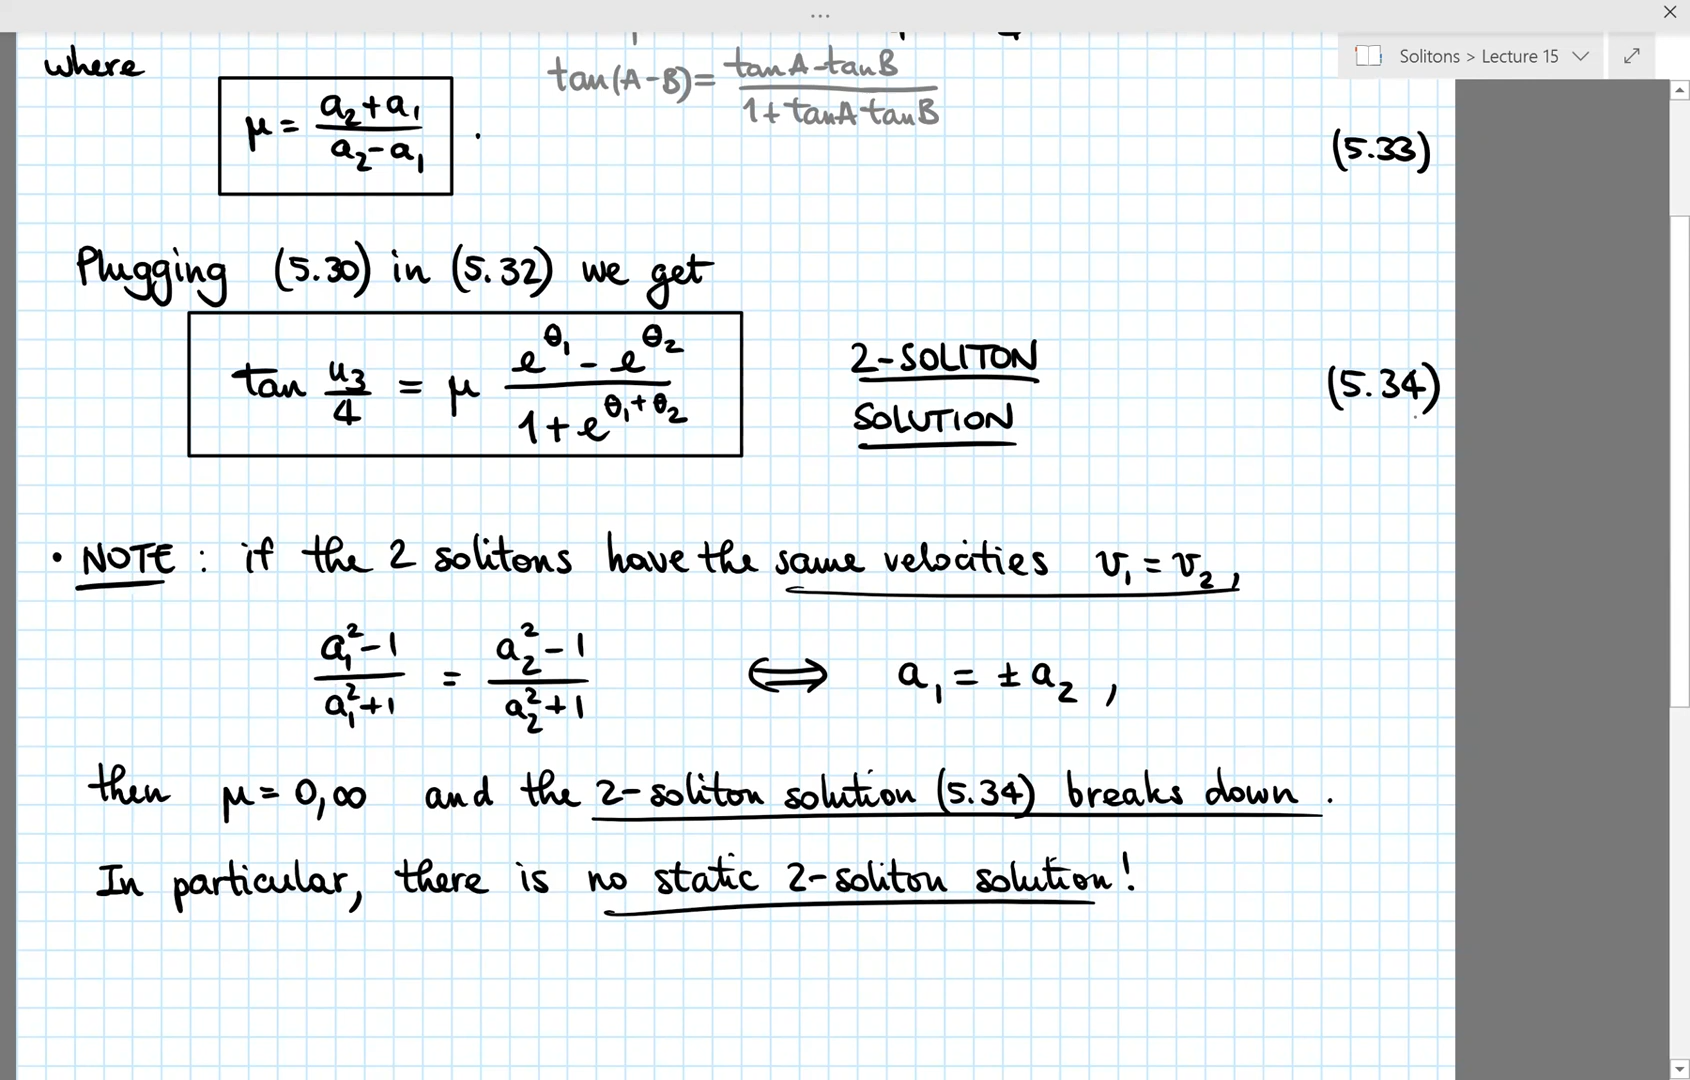 Solitons > Lecture 15
where
tan(A-B) = (tanA-tanB)/(1+tanA tanB)
μ = (a₂+a₁)/(a₂-a₁) .
(5.33)
Plugging (5.30) in (5.32) we get
tan u₃/4 = μ (e^θ₁ - e^θ₂)/(1+e^(θ₁+θ₂))
2-SOLITON
SOLUTION
(5.34)
• NOTE : if the 2 solitons have the same velocities v₁ = v₂,
(a₁²-1)/(a₁²+1) = (a₂²-1)/(a₂²+1) ⟺ a₁ = ± a₂ ,
then μ = 0,∞ and the 2-soliton solution (5.34) breaks down .
In particular, there is no static 2-soliton solution!